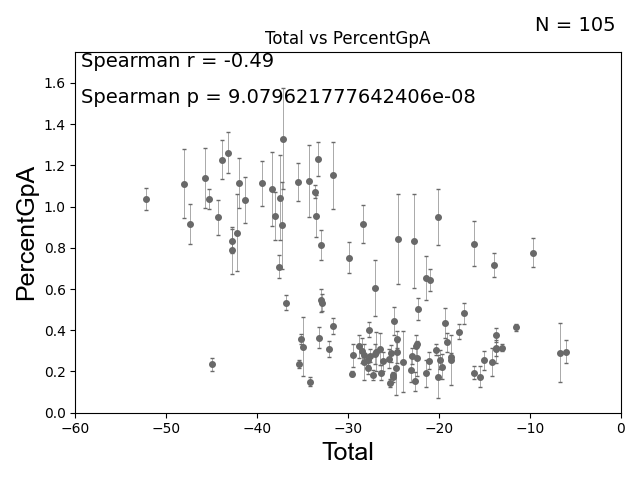 N = 105
Total vs PercentGpA
Spearman r = -0.49
Spearman p = 9.079621777642406e-08
PercentGpA
1.6
1.4
1.2
1.0
0.8
0.6
0.4
0.2
0.0
−60 −50 −40 −30 −20 −10 0
Total